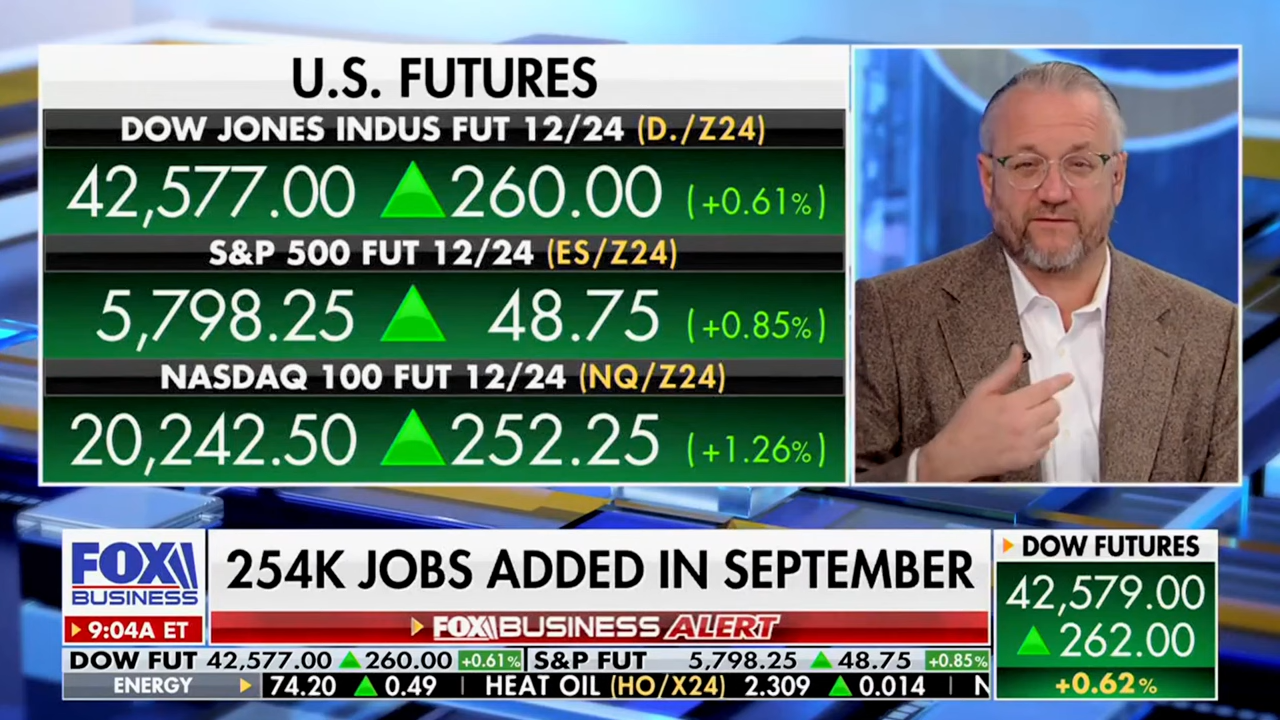 U.S. FUTURES
DOW JONES INDUS FUT 12/24 (D./Z24)
42,577.00 ▲ 260.00 (+0.61%)
S&P 500 FUT 12/24 (ES/Z24)
5,798.25 ▲ 48.75 (+0.85%)
NASDAQ 100 FUT 12/24 (NQ/Z24)
20,242.50 ▲ 252.25 (+1.26%)
FOX
BUSINESS
9:04A ET
254K JOBS ADDED IN SEPTEMBER
FOX BUSINESS ALERT
DOW FUTURES
42,579.00
▲ 262.00
+0.62%
DOW FUT 42,577.00 ▲ 260.00 +0.61% S&P FUT 5,798.25 ▲ 48.75 +0.85%
ENERGY 74.20 ▲ 0.49 | HEAT OIL (HO/X24) 2.309 ▲ 0.014 | N